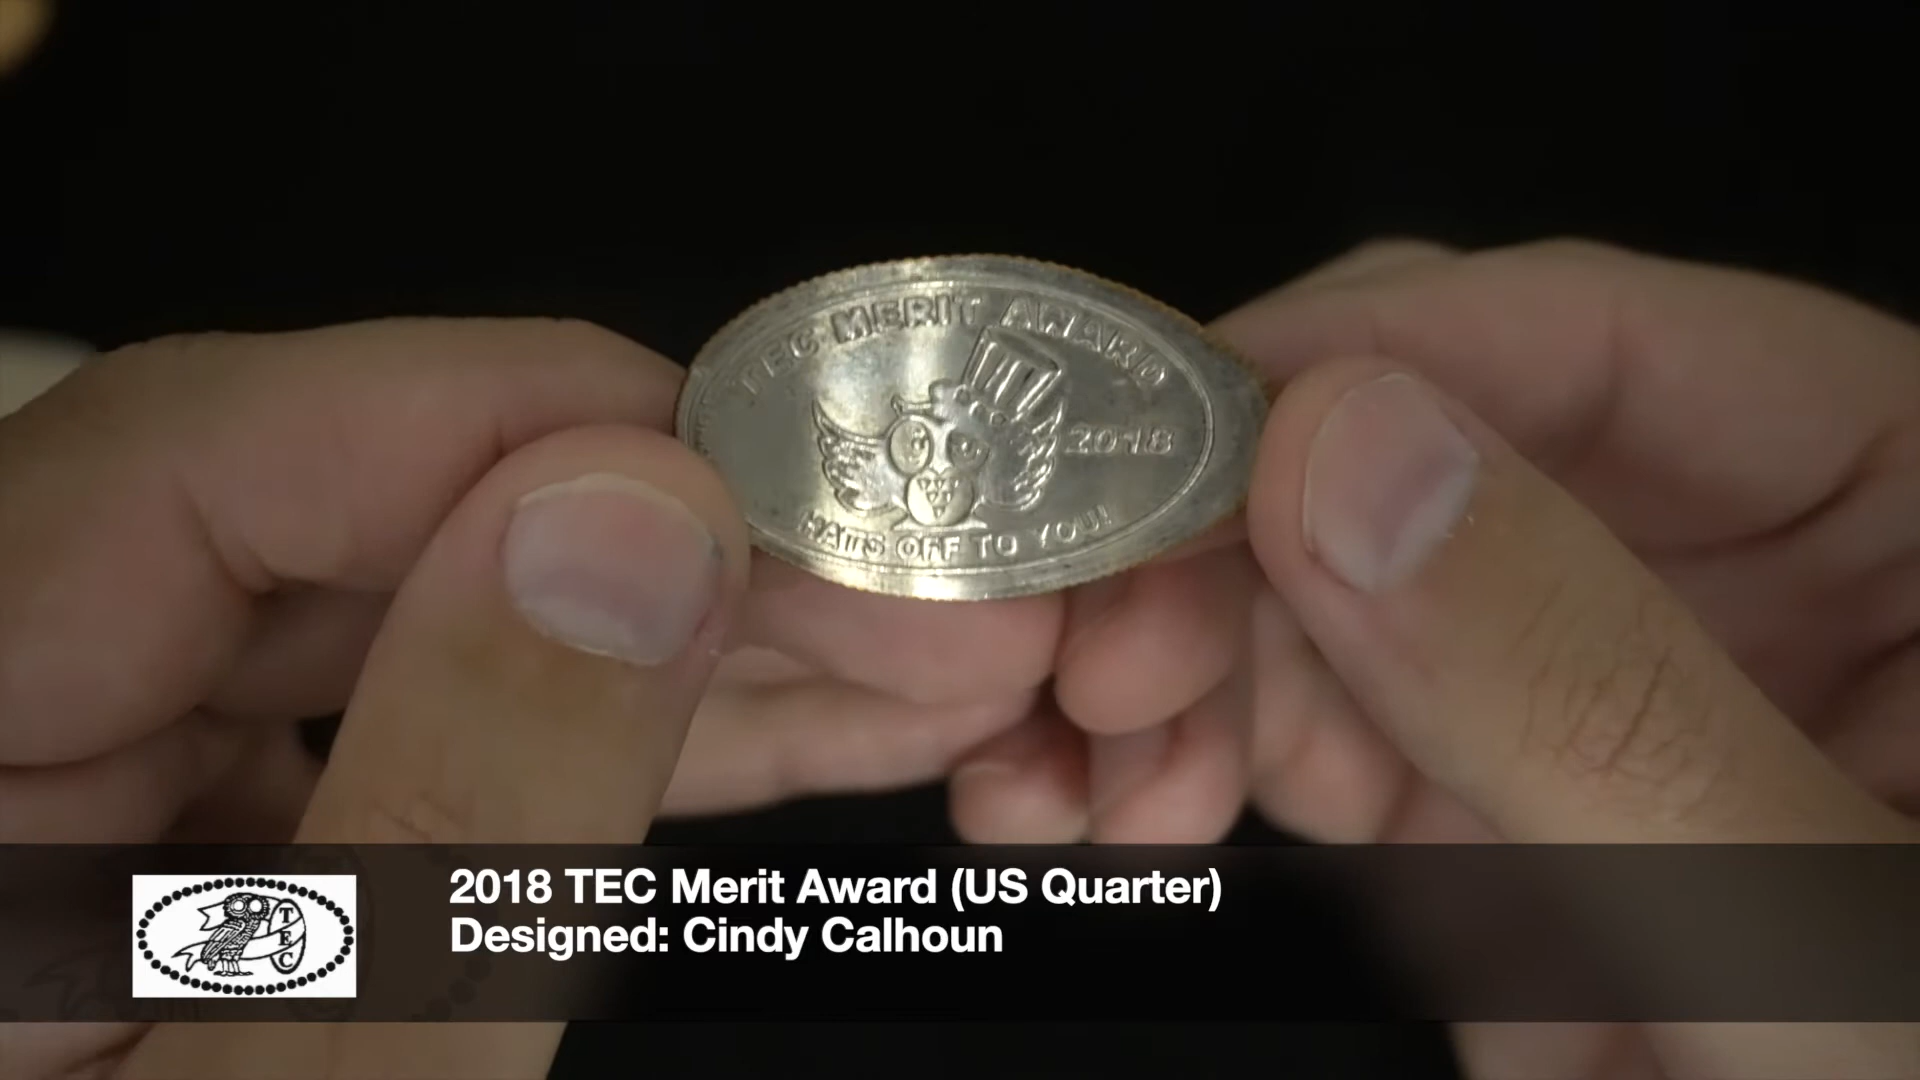 TEC MERIT AWARD
2018
HATS OFF TO YOU!!
2018 TEC Merit Award (US Quarter)
Designed: Cindy Calhoun
TEC